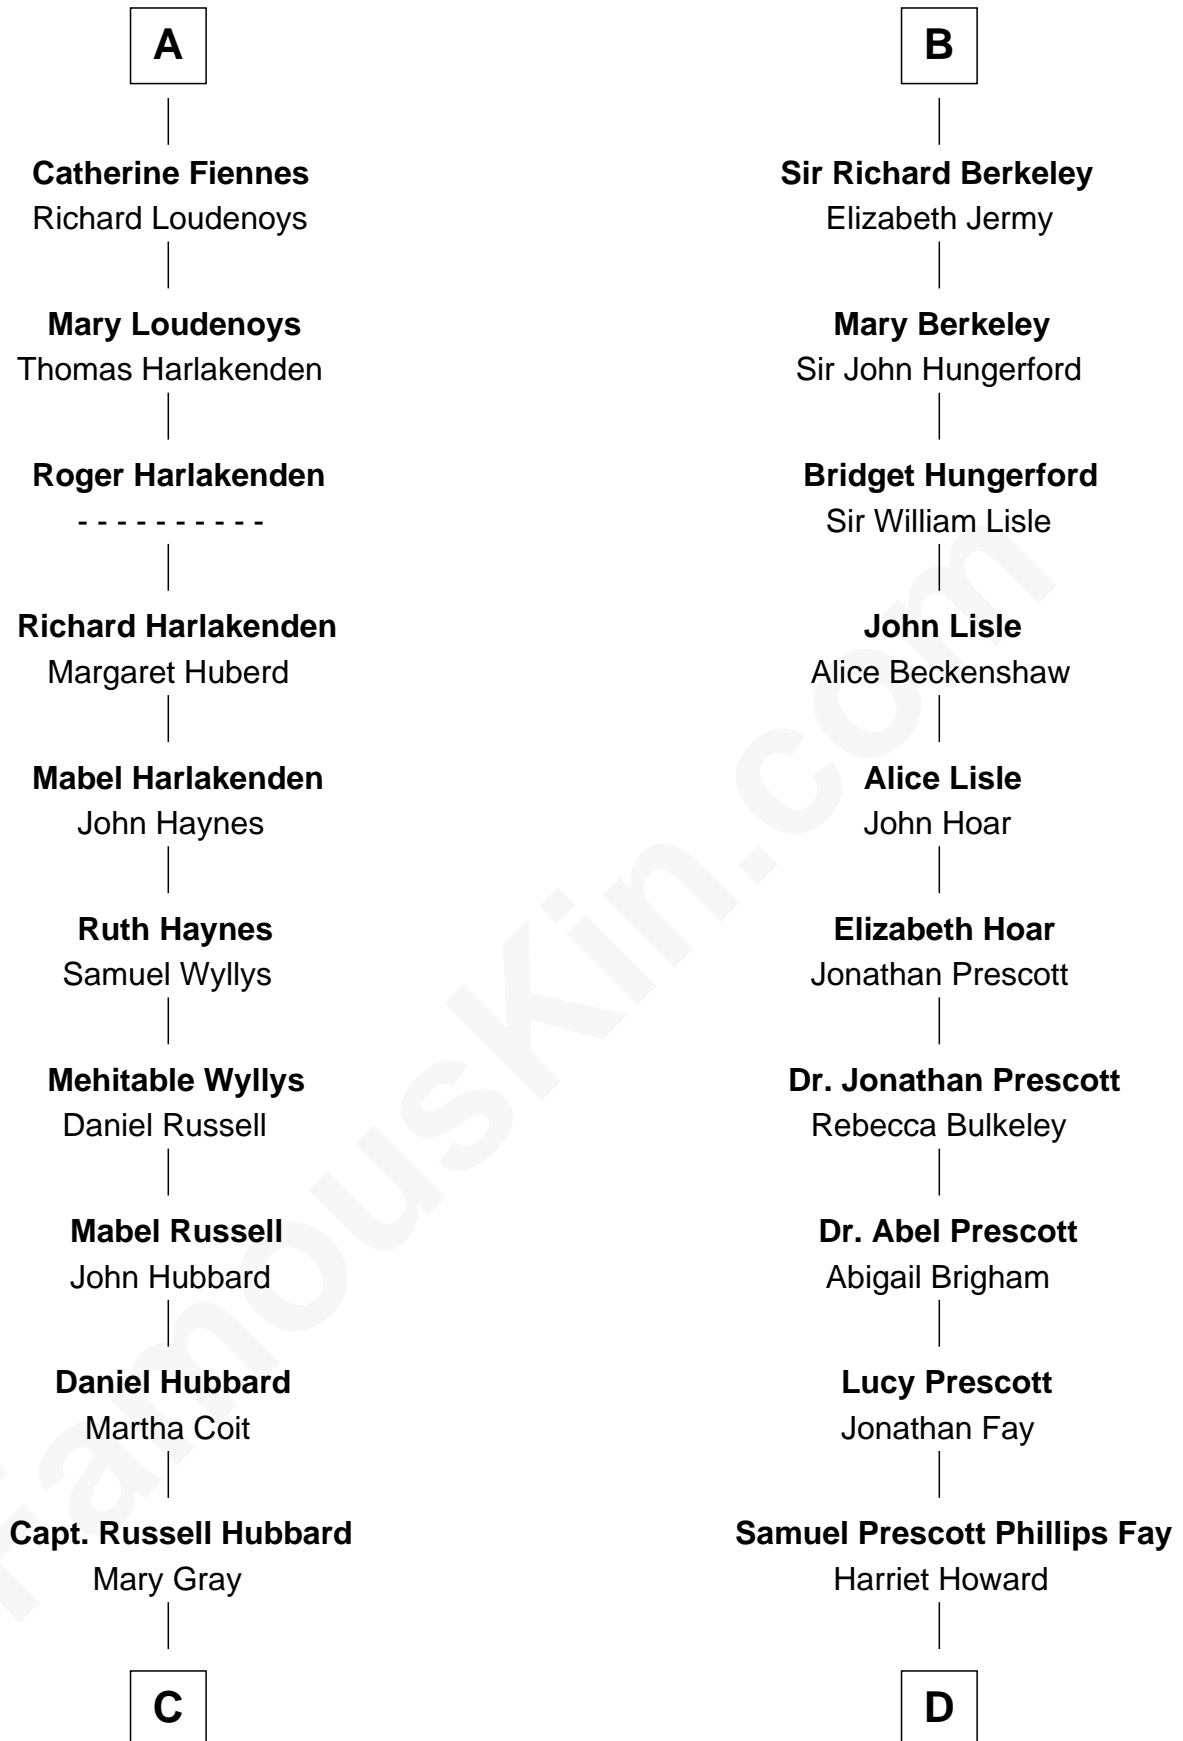 A
Catherine Fiennes
Richard Loudenoys
Mary Loudenoys
Thomas Harlakenden
Roger Harlakenden
- - - - - - - - - -
Richard Harlakenden
Margaret Huberd
Mabel Harlakenden
John Haynes
Ruth Haynes
Samuel Wyllys
Mehitable Wyllys
Daniel Russell
Mabel Russell
John Hubbard
Daniel Hubbard
Martha Coit
Capt. Russell Hubbard
Mary Gray
C
B
Sir Richard Berkeley
Elizabeth Jermy
Mary Berkeley
Sir John Hungerford
Bridget Hungerford
Sir William Lisle
John Lisle
Alice Beckenshaw
Alice Lisle
John Hoar
Elizabeth Hoar
Jonathan Prescott
Dr. Jonathan Prescott
Rebecca Bulkeley
Dr. Abel Prescott
Abigail Brigham
Lucy Prescott
Jonathan Fay
Samuel Prescott Phillips Fay
Harriet Howard
D
FamousKin.com